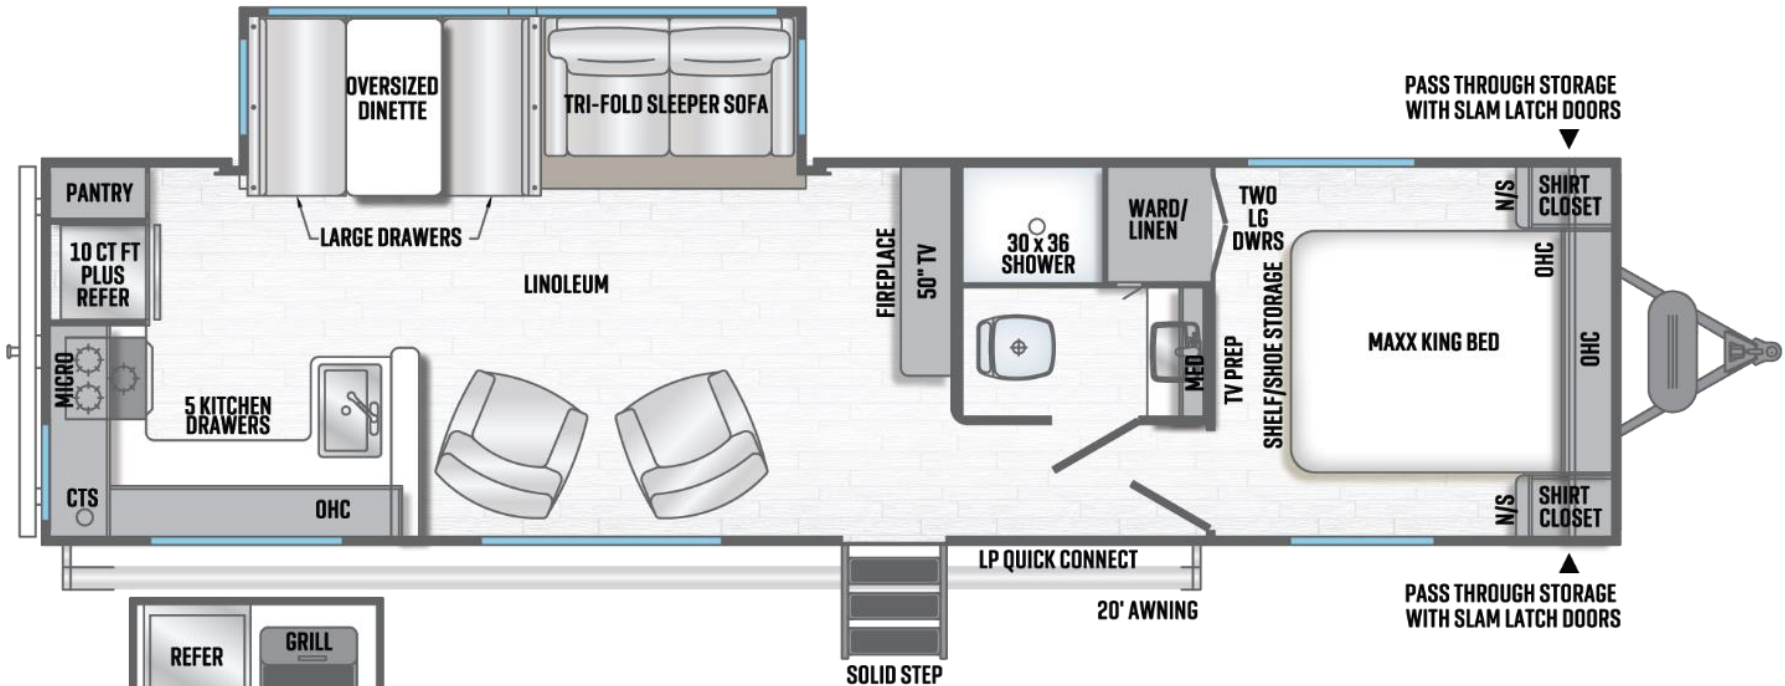 OVERSIZED
DINETTE
TRI-FOLD SLEEPER SOFA
PASS THROUGH STORAGE
WITH SLAM LATCH DOORS
PANTRY
10 CT FT
PLUS
REFER
LARGE DRAWERS
LINOLEUM
FIREPLACE
50" TV
30 x 36
SHOWER
WARD/
LINEN
TWO
LG
DWRS
N/S
SHIRT
CLOSET
OHC
OHC
MAXX KING BED
SHELF/SHOE STORAGE
TV PREP
MED
MICRO
5 KITCHEN
DRAWERS
CTS
OHC
N/S
SHIRT
CLOSET
LP QUICK CONNECT
20' AWNING
PASS THROUGH STORAGE
WITH SLAM LATCH DOORS
SOLID STEP
REFER
GRILL